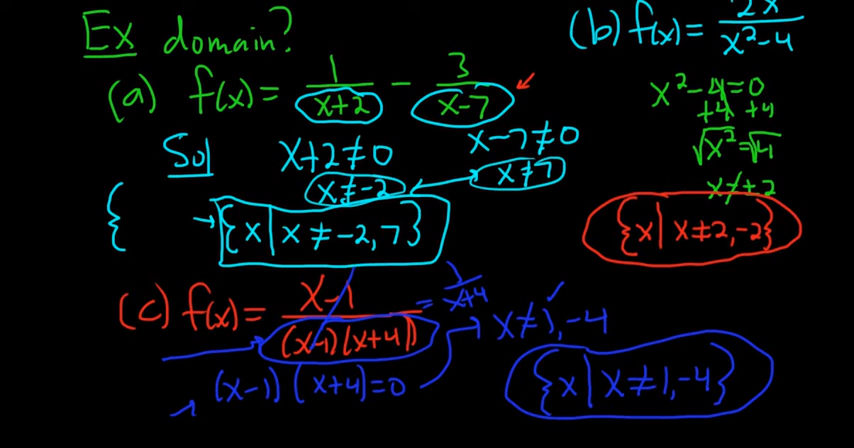 Ex domain?
(a) f(x) = 1/(x+2) − 3/(x−7)
Sol x+2≠0 x−7≠0
x≠−2 x≠7
{ → {x | x ≠ −2, 7}
(b) f(x) = 2x/(x²−4)
x²−4=0
+4 +4
√x² = √4
{x | x≠2, −2}
(c) f(x) = x−1/((x−1)(x+4)) = 1/(x+4)
x≠1, −4
(x−1)(x+4)=0
{x | x≠1, −4}